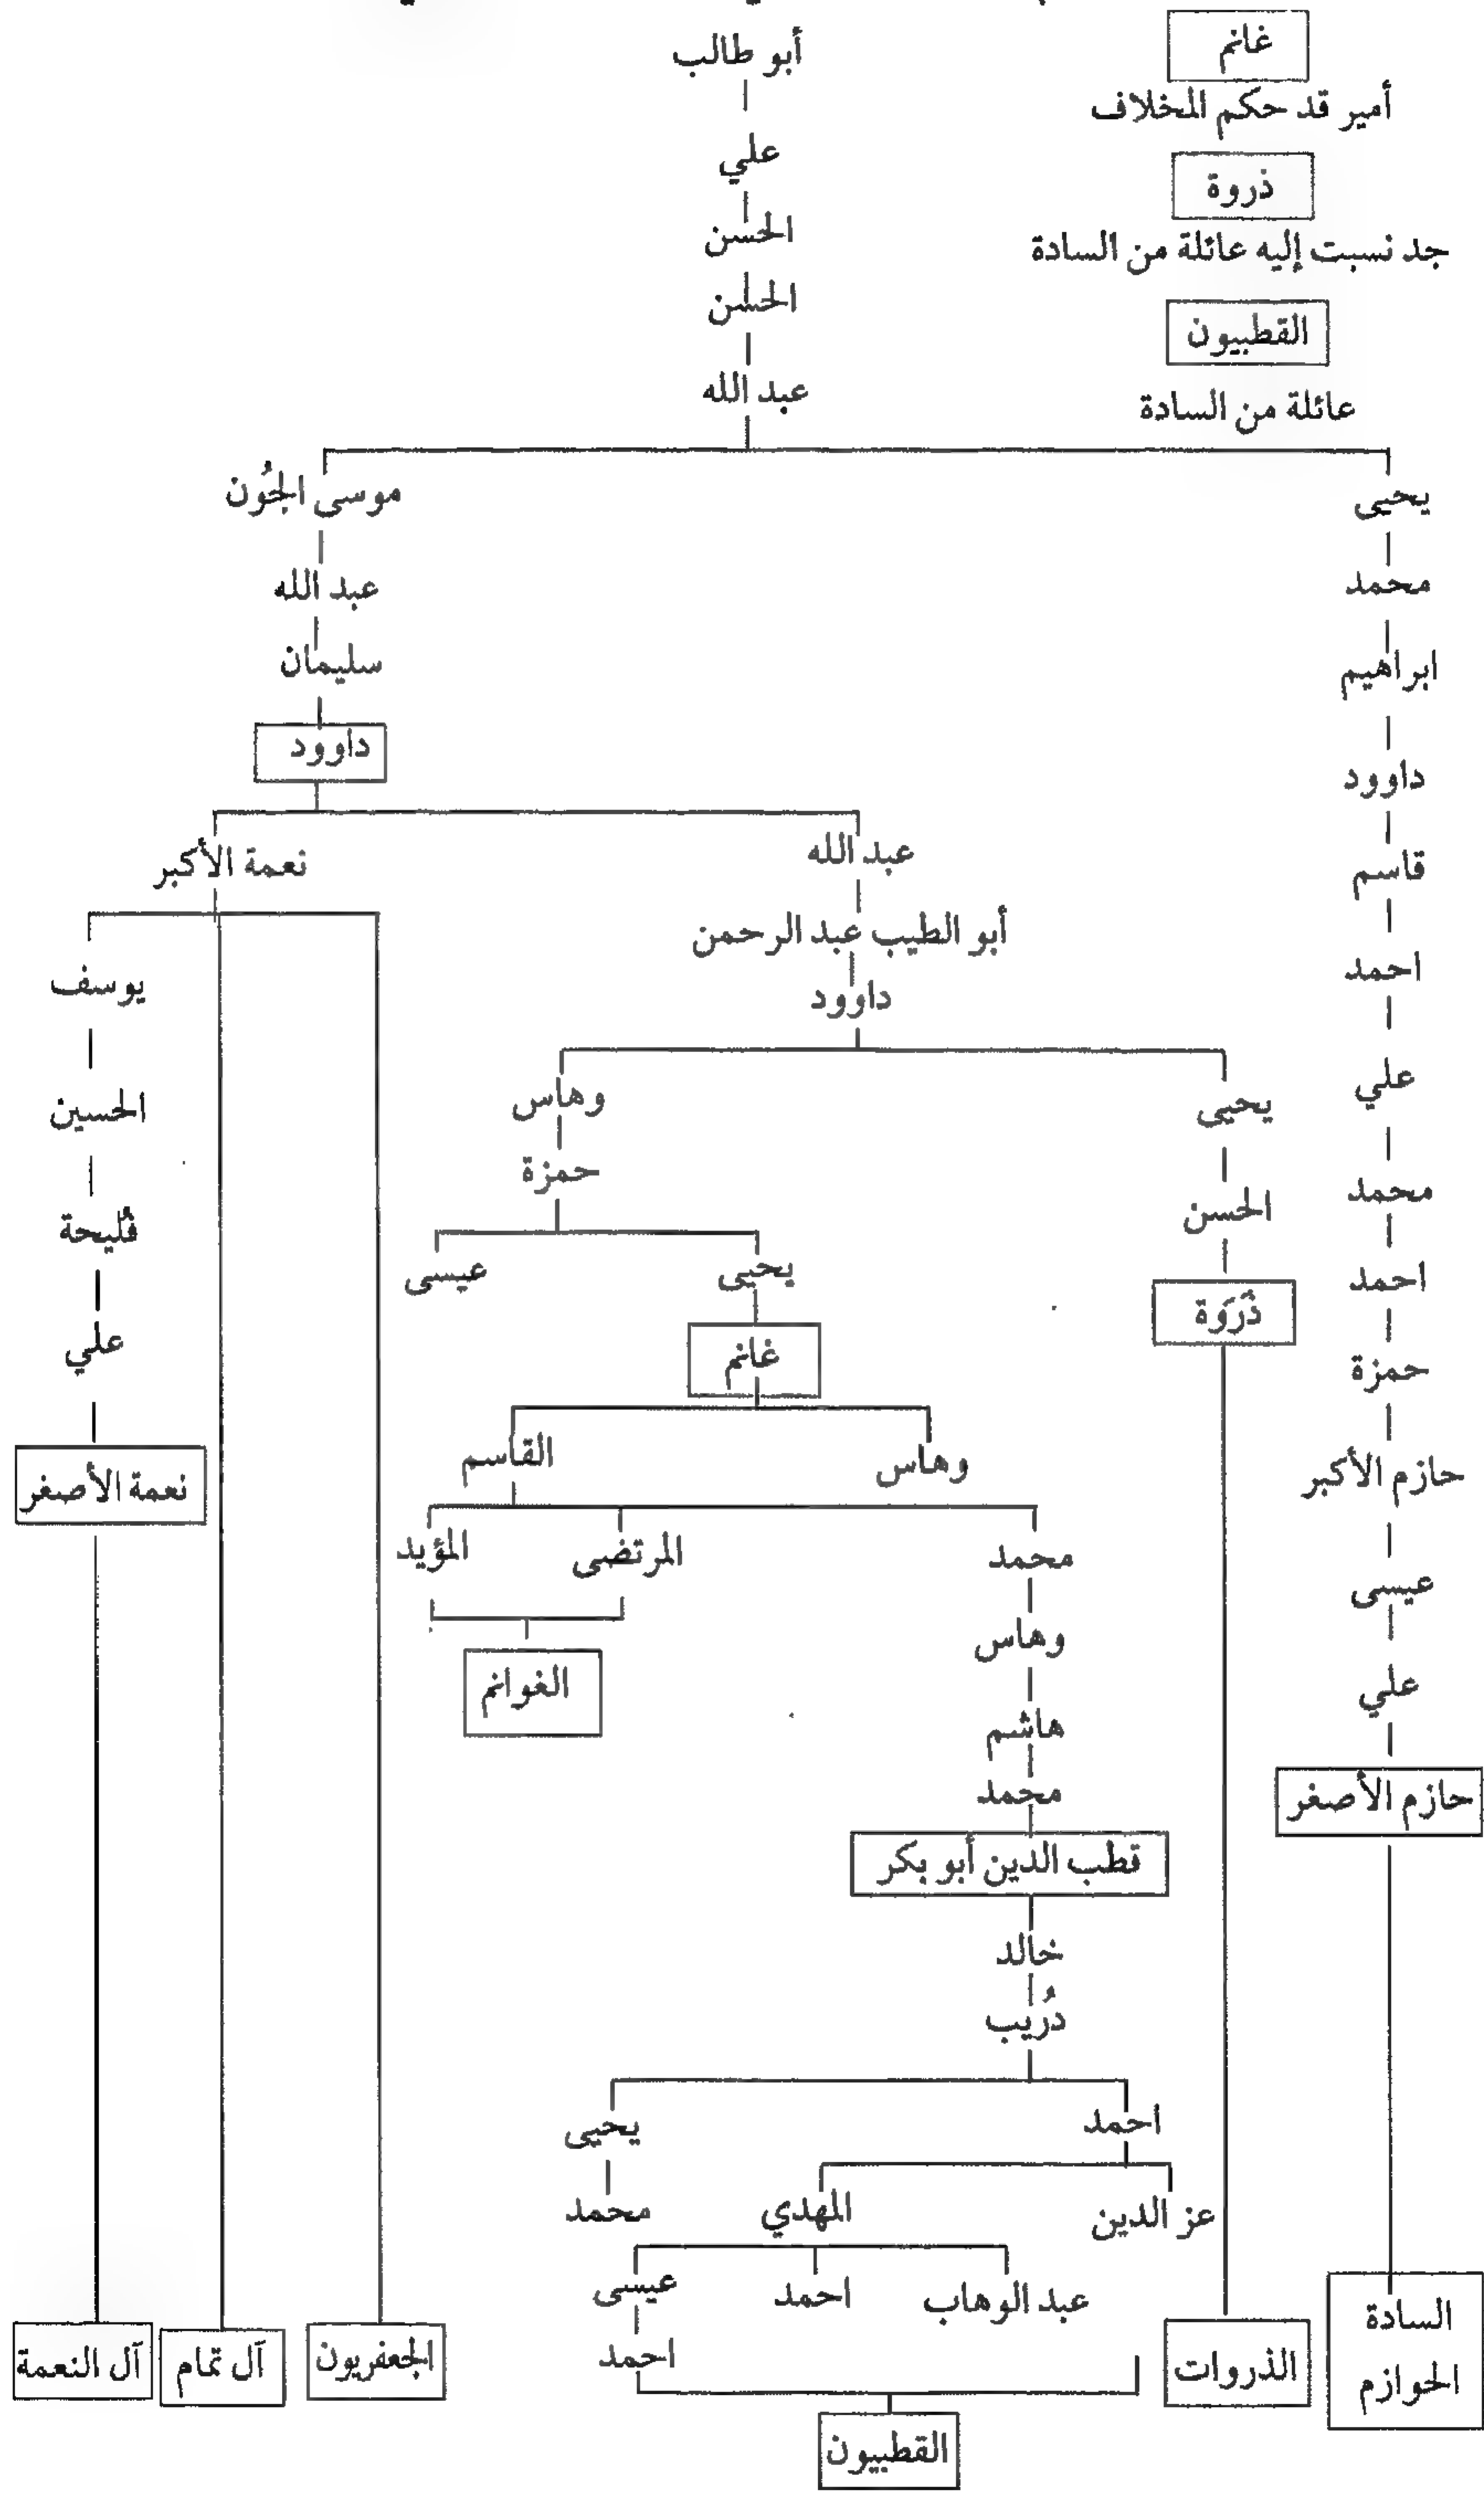 غانم
أمير قد حكم المخلاف
ذروة
جد نسبت إليه عائلة من السادة
القطبيون
عائلة من السادة
أبو طالب
علي
الحسن
الحسن
عبد الله
يحيى
موسى الجُون
محمد
عبد الله
ابراهيم
سليمان
داوود
داوود
قاسم
عبد الله
نعمة الأكبر
احمد
أبو الطيب عبد الرحمن
يوسف
داوود
علي
يحيى
وهاس
الحسين
محمد
الحسن
حمزة
فُليحة
احمد
ذَرَوَة
يحيى
عيسى
حمزة
غانم
علي
حازم الأكبر
وهاس
القاسم
نعمة الأصغر
عيسى
محمد
المرتضى
المؤيد
علي
وهاس
الغوانم
هاشم
حازم الأصغر
محمد
قطب الدين أبو بكر
خالد
دُريب
احمد
يحيى
عز الدين
المهدي
محمد
عبد الوهاب
احمد
عيسى
احمد
السادة
الحوازم
الذروات
الجعفريون
آل تمام
آل النعمة
القطبيون